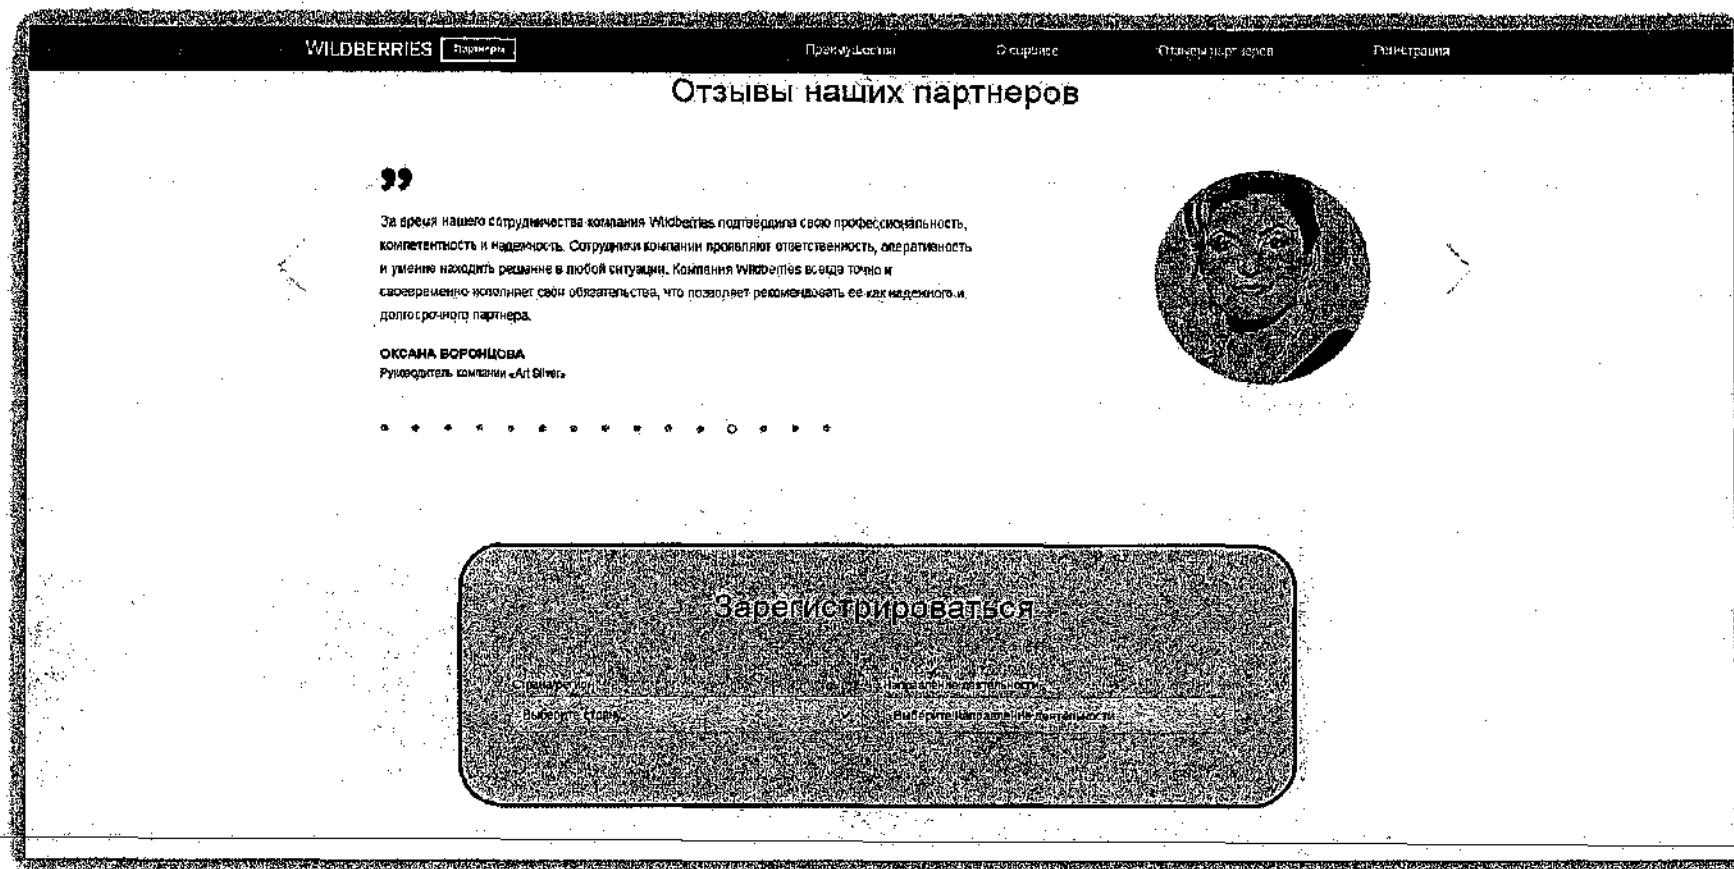 WILDBERRIES Партнеры Преимущества О сервисе Отзывы партнеров Регистрация
Отзывы наших партнеров
За время нашего сотрудничества компания Wildberries подтвердила свою профессиональность,
компетентность и надежность. Сотрудники компании проявляют ответственность, оперативность
и умение находить решение в любой ситуации. Компания Wildberries всегда точно и
своевременно исполняет свои обязательства, что позволяет рекомендовать ее как надежного и
долгосрочного партнера.
ОКСАНА ВОРОНЦОВА
Руководитель компании «Art Silver»
Зарегистрироваться
Направление деятельности
Выберите страну
Выберите направление деятельности